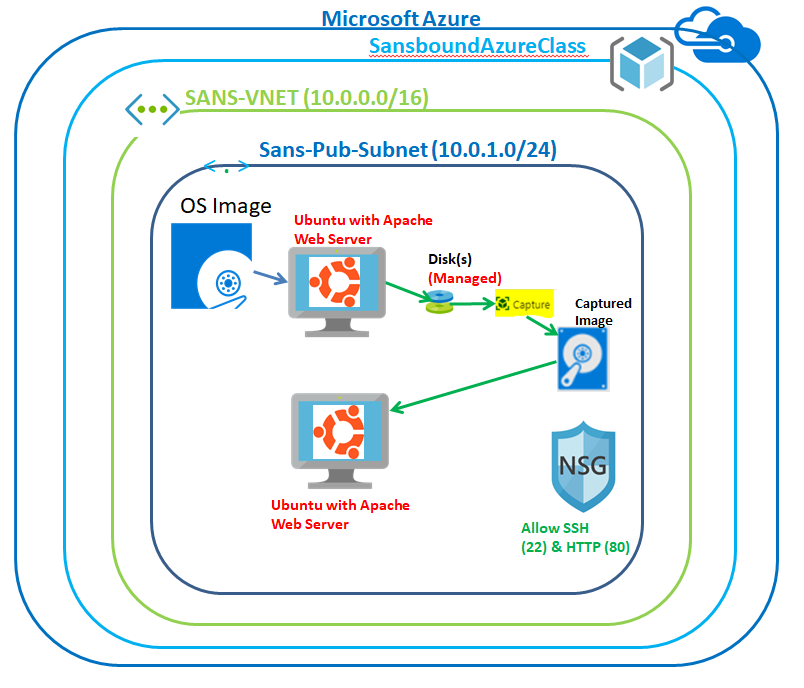 Microsoft Azure
SansboundAzureClass
SANS-VNET (10.0.0.0/16)
Sans-Pub-Subnet (10.0.1.0/24)
OS Image
Ubuntu with Apache
Web Server
Disk(s)
(Managed)
Capture
Captured
Image
NSG
Ubuntu with Apache
Web Server
Allow SSH
(22) & HTTP (80)